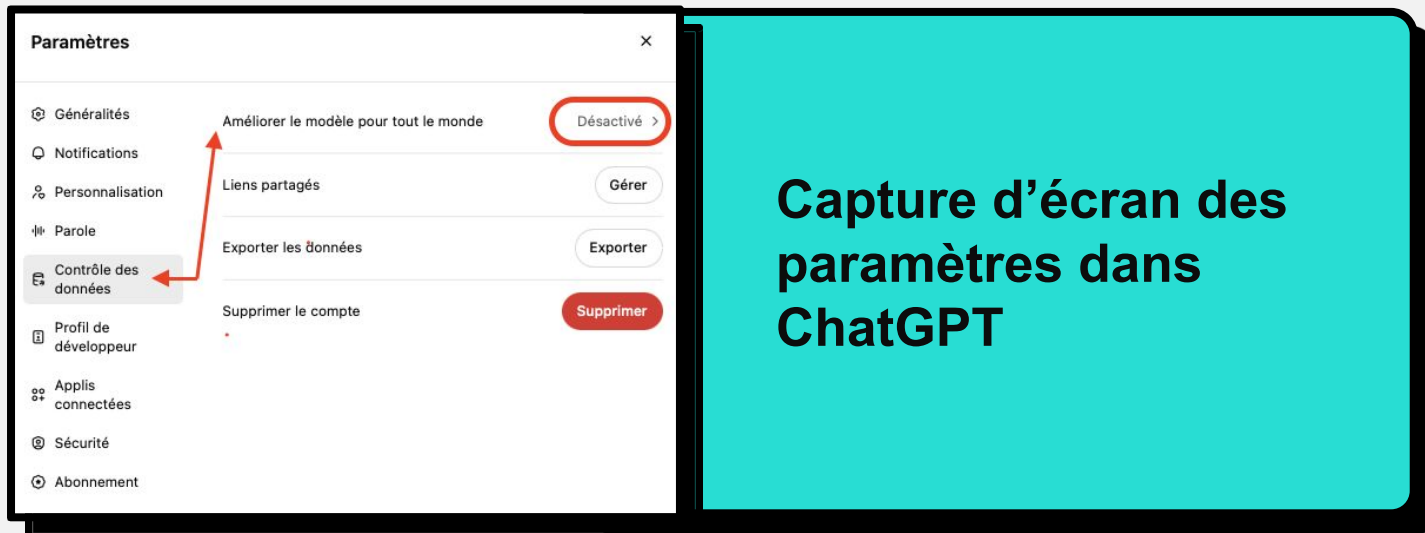 Paramètres
Généralités
Notifications
Personnalisation
Parole
Contrôle des
données
Profil de
développeur
Applis
connectées
Sécurité
Abonnement
Améliorer le modèle pour tout le monde
Désactivé
Liens partagés
Gérer
Exporter les données
Exporter
Supprimer le compte
Supprimer
Capture d’écran des
paramètres dans
ChatGPT